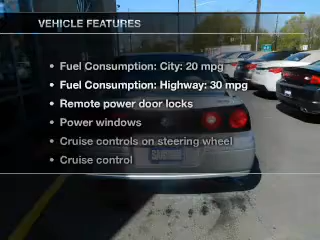 VEHICLE FEATURES
• Fuel Consumption: City: 20 mpg
• Fuel Consumption: Highway: 30 mpg
• Remote power door locks
• Power windows
• Cruise controls on steering wheel
• Cruise control